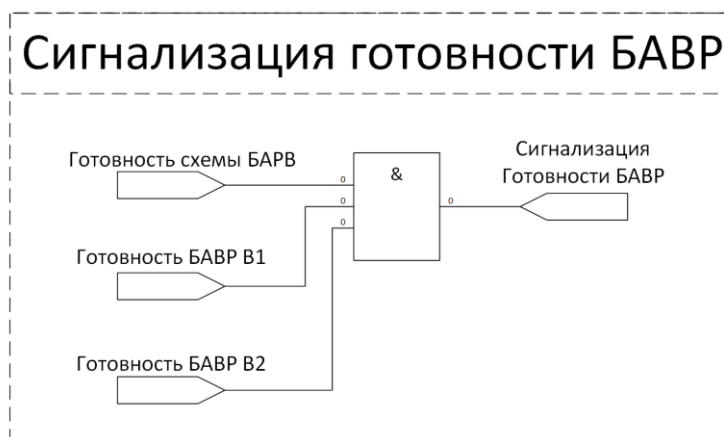 Сигнализация готовности БАВР
Готовность схемы БАРВ
Сигнализация
Готовности БАВР
&
0
0
0
0
Готовность БАВР В1
Готовность БАВР В2